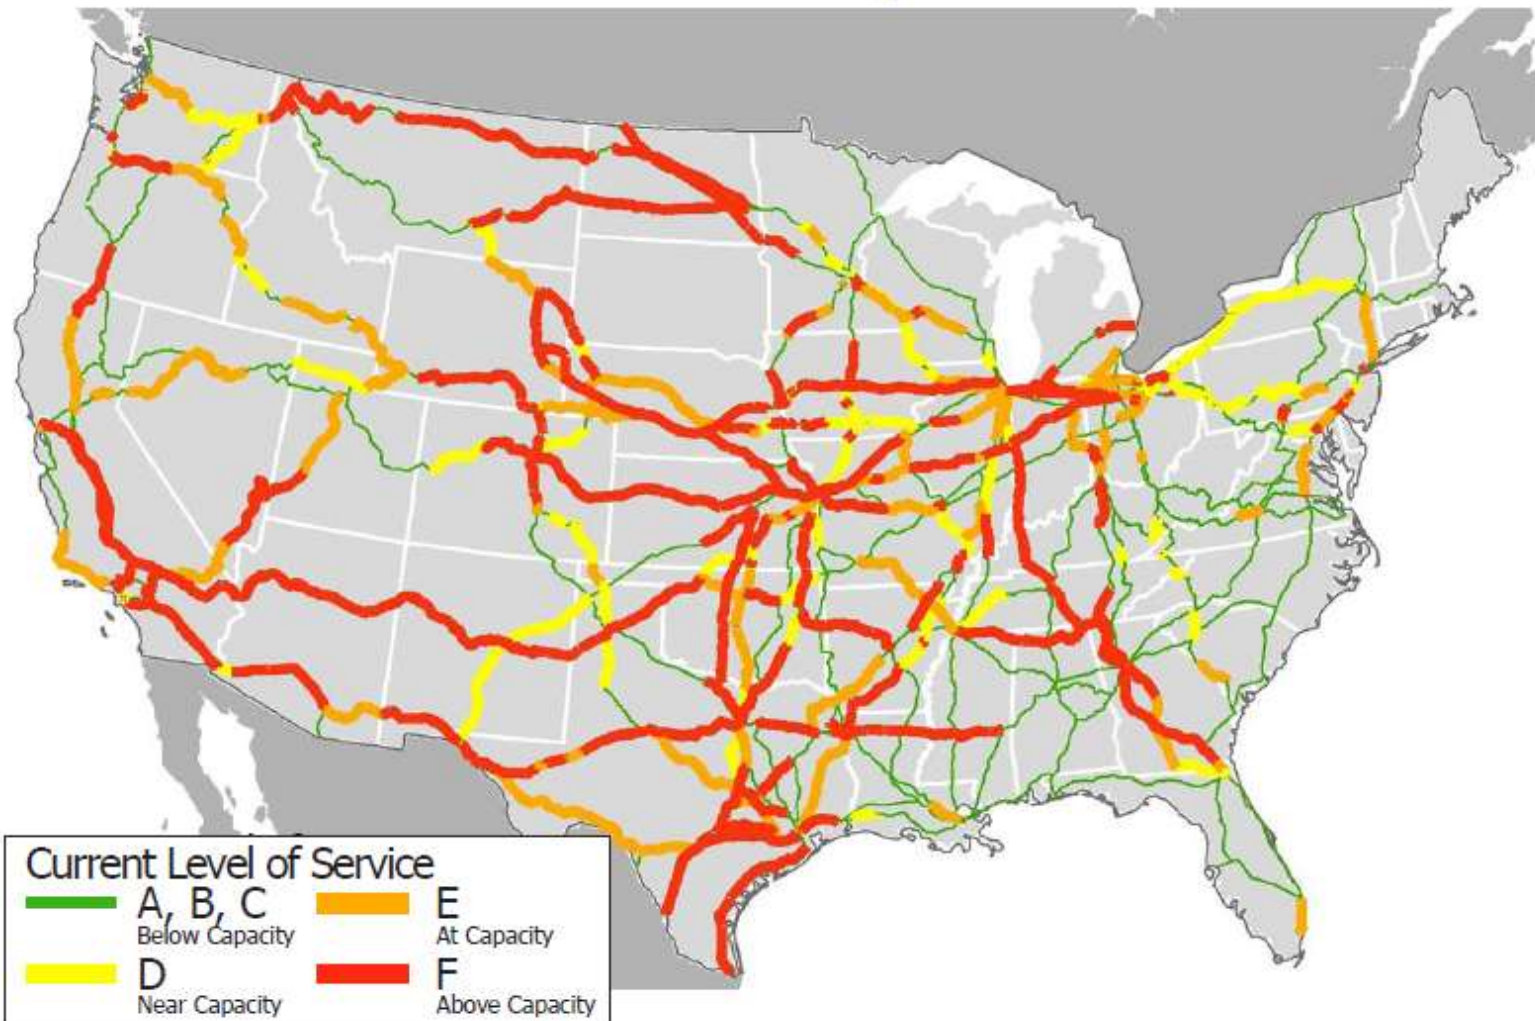 Current Level of Service
A, B, C
Below Capacity
E
At Capacity
D
Near Capacity
F
Above Capacity